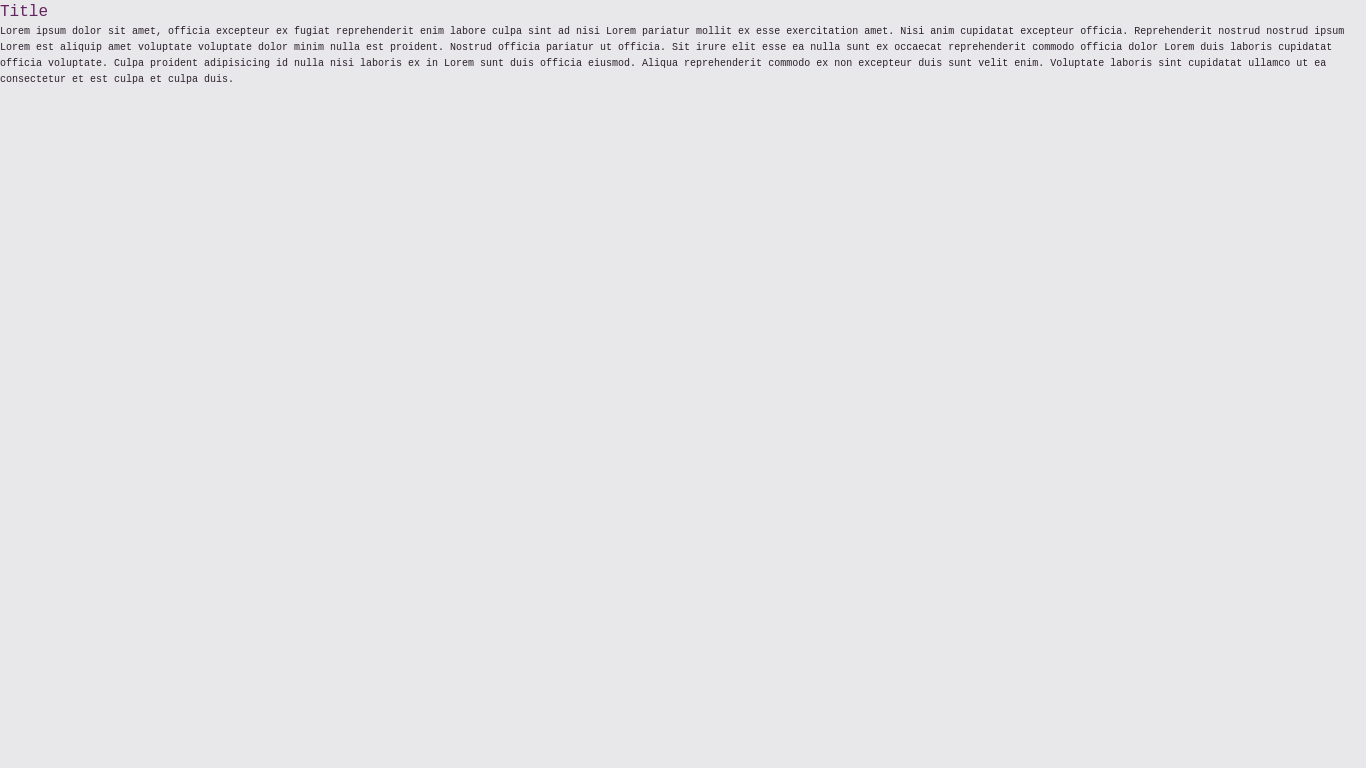 Title
Lorem ipsum dolor sit amet, officia excepteur ex fugiat reprehenderit enim labore culpa sint ad nisi Lorem pariatur mollit ex esse exercitation amet. Nisi anim cupidatat excepteur officia. Reprehenderit nostrud nostrud ipsum
Lorem est aliquip amet voluptate voluptate dolor minim nulla est proident. Nostrud officia pariatur ut officia. Sit irure elit esse ea nulla sunt ex occaecat reprehenderit commodo officia dolor Lorem duis laboris cupidatat
officia voluptate. Culpa proident adipisicing id nulla nisi laboris ex in Lorem sunt duis officia eiusmod. Aliqua reprehenderit commodo ex non excepteur duis sunt velit enim. Voluptate laboris sint cupidatat ullamco ut ea
consectetur et est culpa et culpa duis.